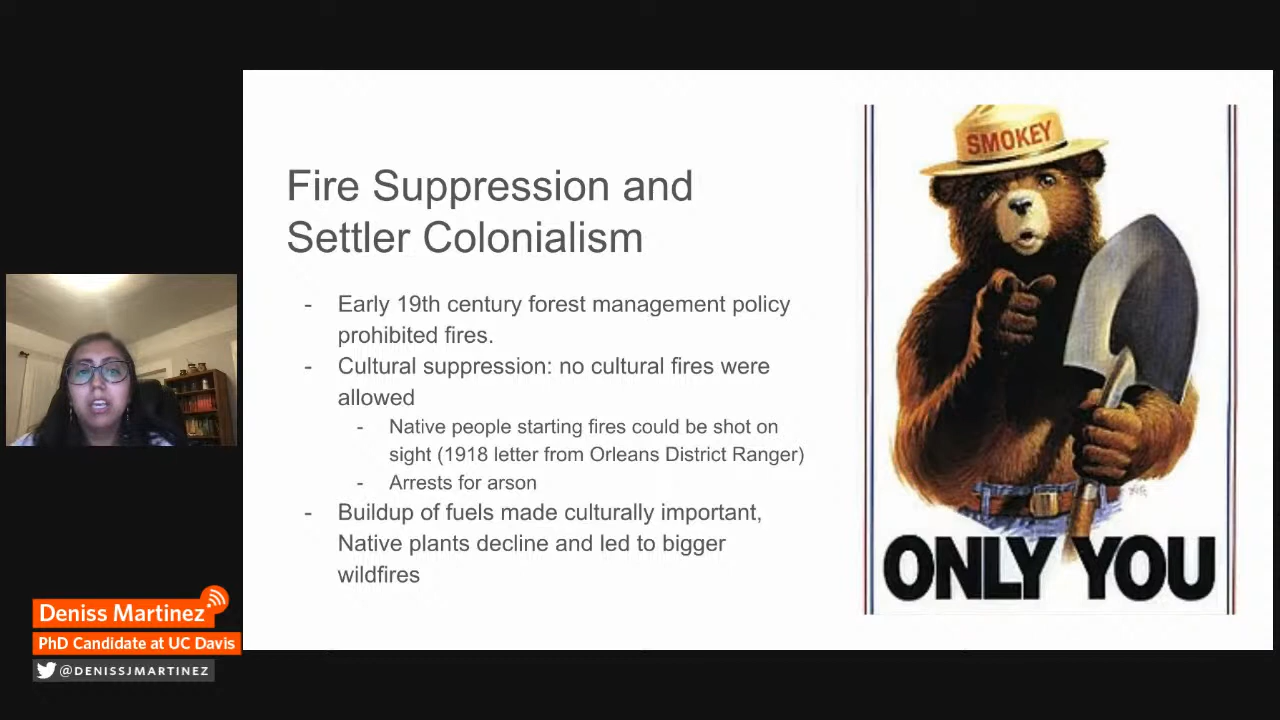 Fire Suppression and
Settler Colonialism
- Early 19th century forest management policy
prohibited fires.
- Cultural suppression: no cultural fires were
allowed
- Native people starting fires could be shot on
sight (1918 letter from Orleans District Ranger)
- Arrests for arson
- Buildup of fuels made culturally important,
Native plants decline and led to bigger
wildfires
SMOKEY
ONLY YOU
Deniss Martinez
PhD Candidate at UC Davis
@DENISSJMARTINEZ